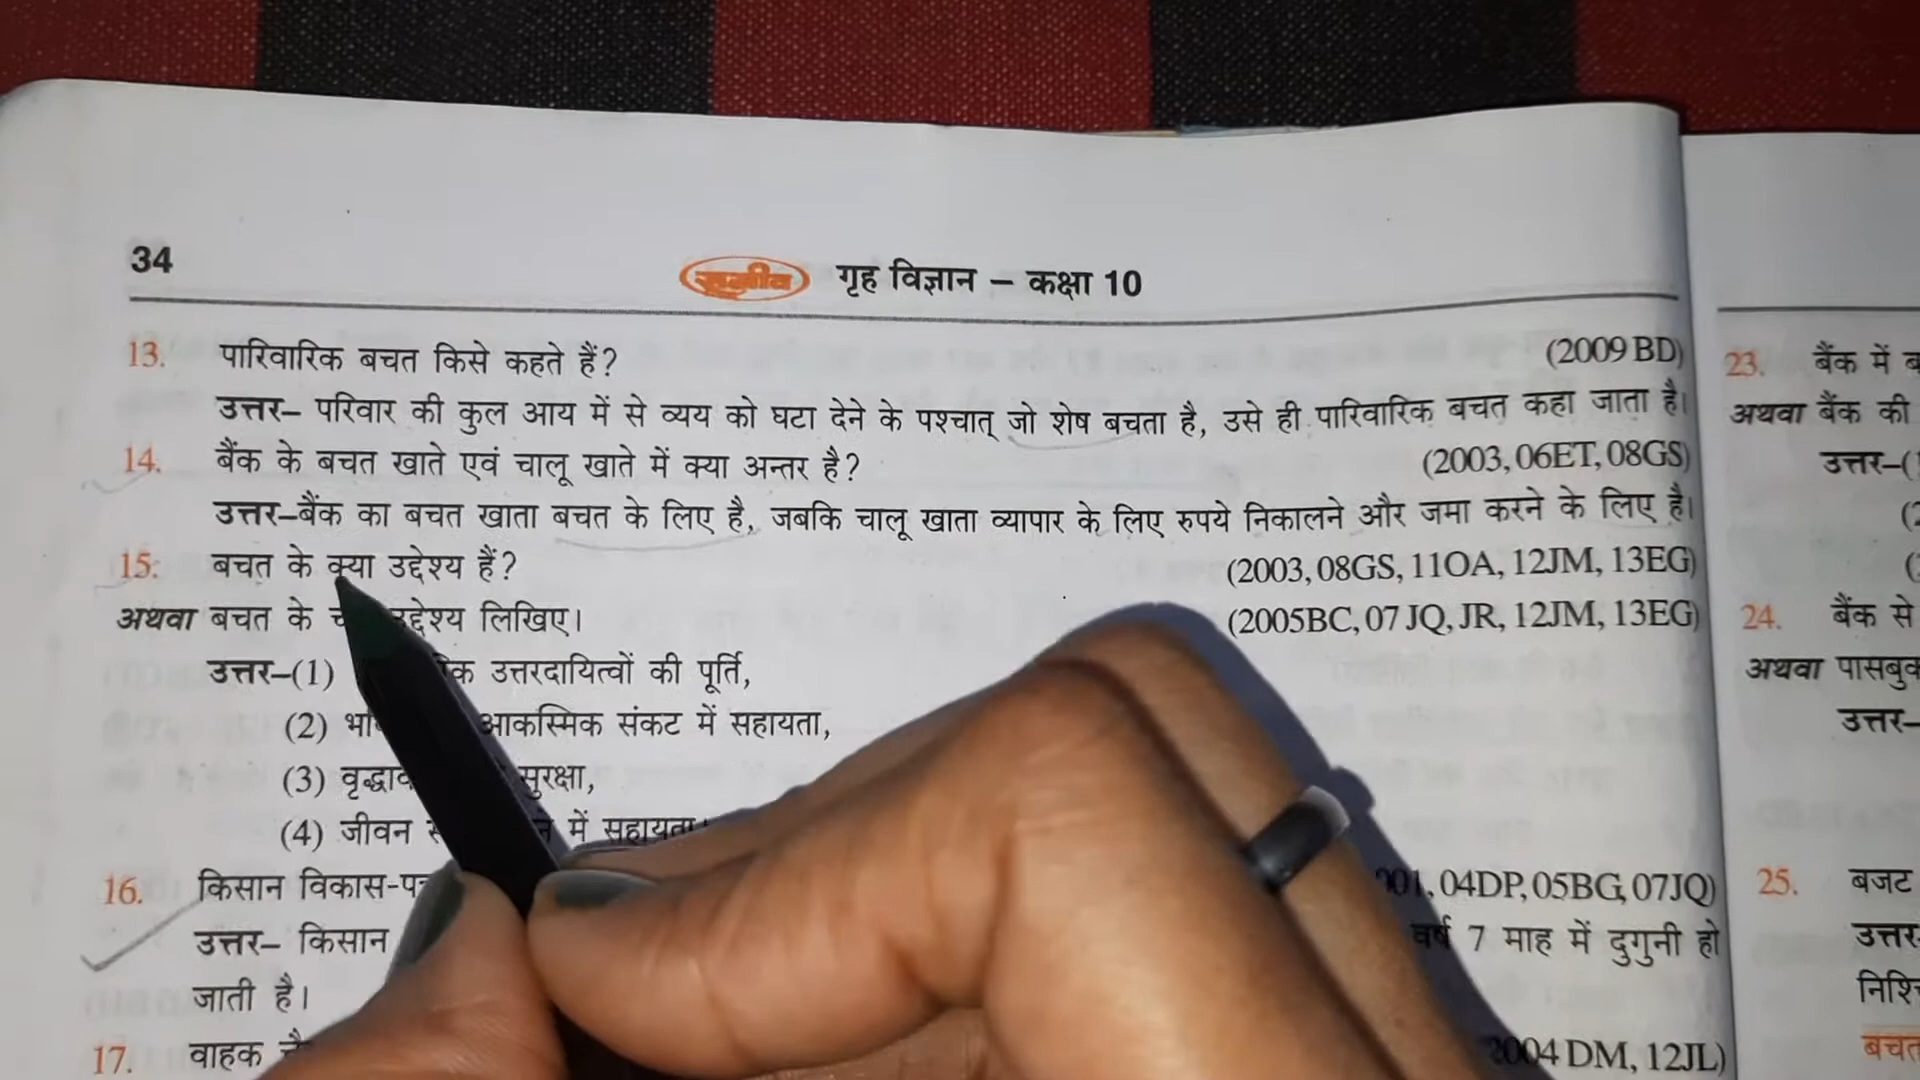 34
संजीव गृह विज्ञान – कक्षा 10
13. पारिवारिक बचत किसे कहते हैं? (2009 BD)
उत्तर– परिवार की कुल आय में से व्यय को घटा देने के पश्चात् जो शेष बचता है, उसे ही पारिवारिक बचत कहा जाता है।
14. बैंक के बचत खाते एवं चालू खाते में क्या अन्तर है? (2003, 06ET, 08GS)
उत्तर–बैंक का बचत खाता बचत के लिए है, जबकि चालू खाता व्यापार के लिए रुपये निकालने और जमा करने के लिए है।
15. बचत के क्या उद्देश्य हैं? (2003, 08GS, 11OA, 12JM, 13EG)
अथवा बचत के उद्देश्य लिखिए। (2005BC, 07 JQ, JR, 12JM, 13EG)
उत्तर–(1) उत्तरदायित्वों की पूर्ति,
(2) आकस्मिक संकट में सहायता,
(3) सुरक्षा,
(4) जीवन में सहायता
16. किसान विकास-पत्र 04DP, 05BG, 07JQ)
उत्तर– किसान वर्ष 7 माह में दुगुनी हो
जाती है।
17. वाहक 2004 DM, 12JL)
23. बैंक में
अथवा बैंक की
उत्तर–(
24. बैंक से
अथवा पासबुक
उत्तर–
25. बजट
उत्तर
बचत